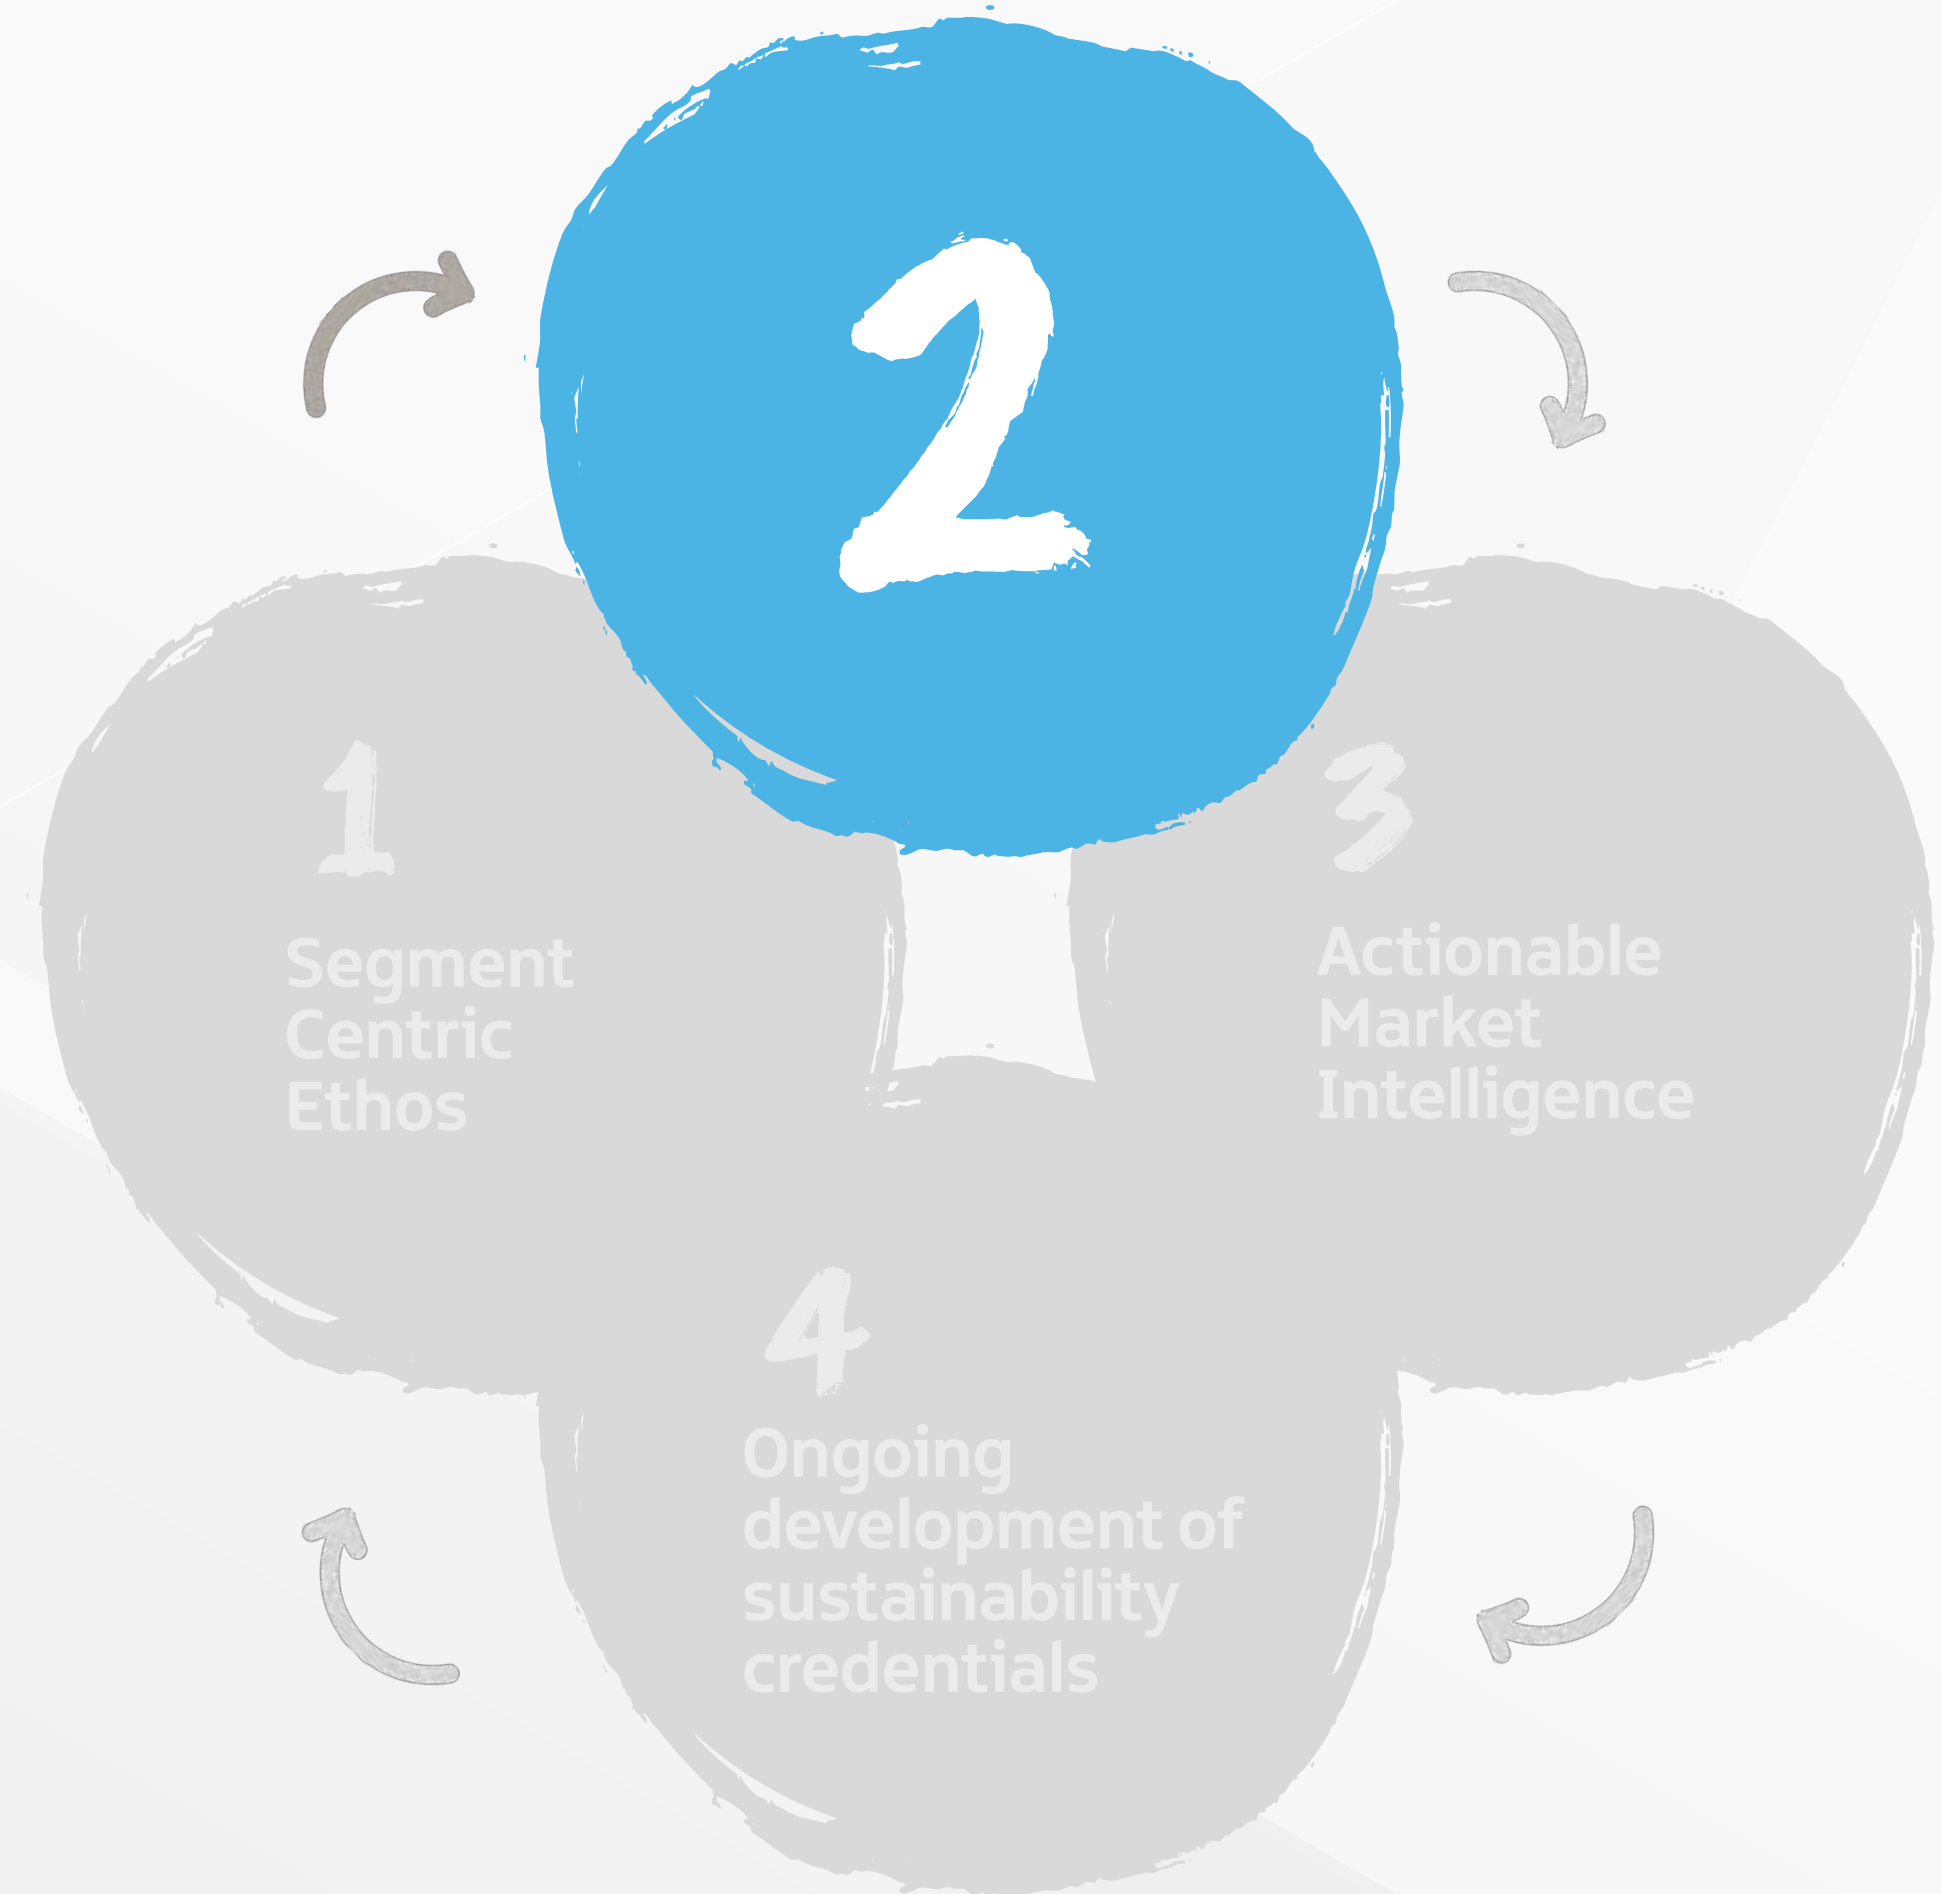 2
1
Segment
Centric
Ethos
3
Actionable
Market
Intelligence
4
Ongoing
development of
sustainability
credentials